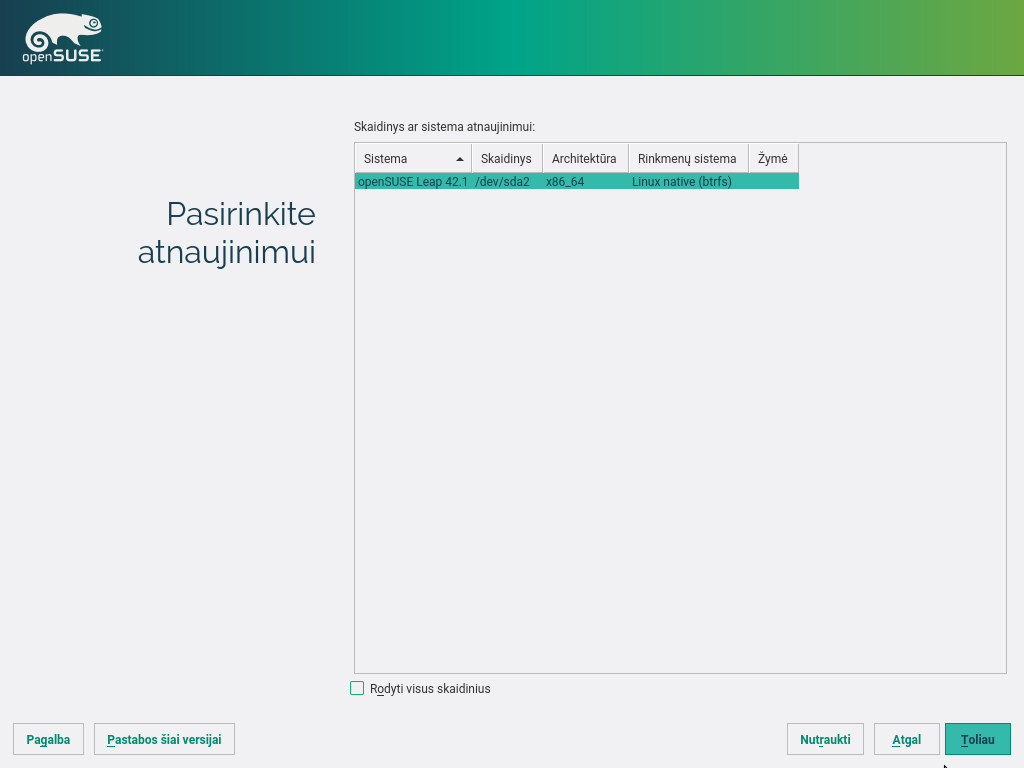 openSUSE
Skaidinys ar sistema atnaujinimui:
Sistema Skaidinys Architektūra Rinkmenų sistema Žymė
openSUSE Leap 42.1 /dev/sda2 x86_64 Linux native (btrfs)
Pasirinkite
atnaujinimui
Rodyti visus skaidinius
Pagalba Pastabos šiai versijai Nutraukti Atgal Toliau